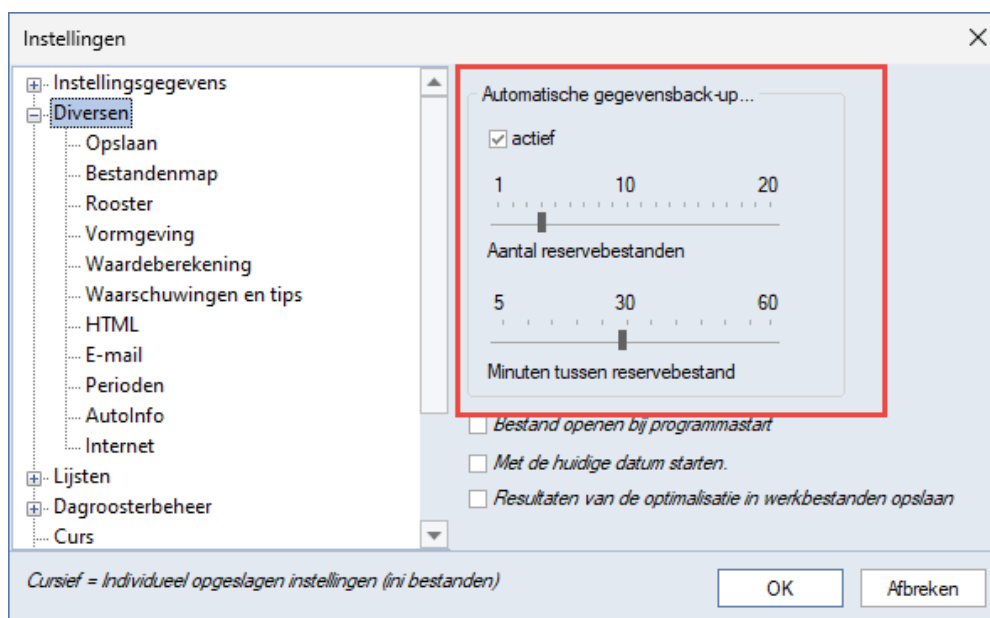 Instellingen
Instellingsgegevens
Diversen
Opslaan
Bestandenmap
Rooster
Vormgeving
Waardeberekening
Waarschuwingen en tips
HTML
E-mail
Perioden
AutoInfo
Internet
Lijsten
Dagroosterbeheer
Curs
Automatische gegevensback-up...
actief
1 10 20
Aantal reservebestanden
5 30 60
Minuten tussen reservebestand
Bestand openen bij programmastart
Met de huidige datum starten.
Resultaten van de optimalisatie in werkbestanden opslaan
Cursief = Individueel opgeslagen instellingen (ini bestanden)
OK
Afbreken